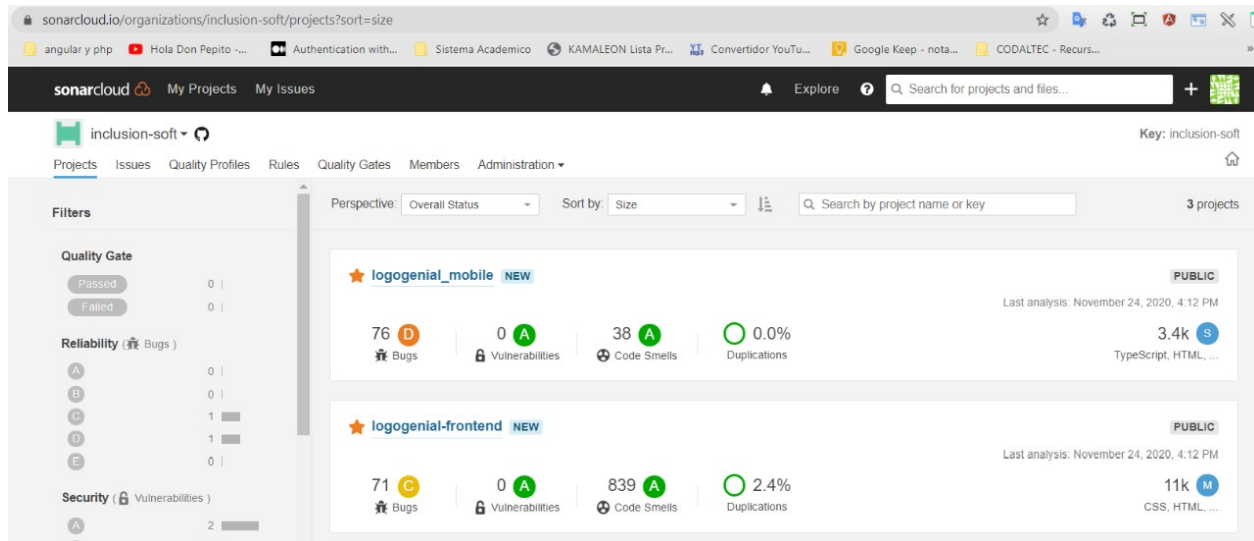 sonarcloud.io/organizations/inclusion-soft/projects?sort=size
angular y php Hola Don Pepito -... Authentication with... Sistema Academico KAMALEON Lista Pr... Convertidor YouTu... Google Keep - nota... CODALTEC - Recurs... »
sonarcloud My Projects My Issues Explore ? Search for projects and files... +
inclusion-soft Key: inclusion-soft
Projects Issues Quality Profiles Rules Quality Gates Members Administration
Filters
Perspective: Overall Status Sort by: Size Search by project name or key 3 projects
Quality Gate
Passed 0
Failed 0
Reliability ( Bugs )
A 0
B 0
C 1
D 1
E 0
Security ( Vulnerabilities )
A 2
logogenial_mobile NEW PUBLIC
Last analysis: November 24, 2020, 4:12 PM
76 D 0 A 38 A 0.0% 3.4k S
Bugs Vulnerabilities Code Smells Duplications TypeScript, HTML, ...
logogenial-frontend NEW PUBLIC
Last analysis: November 24, 2020, 4:12 PM
71 C 0 A 839 A 2.4% 11k M
Bugs Vulnerabilities Code Smells Duplications CSS, HTML, ...